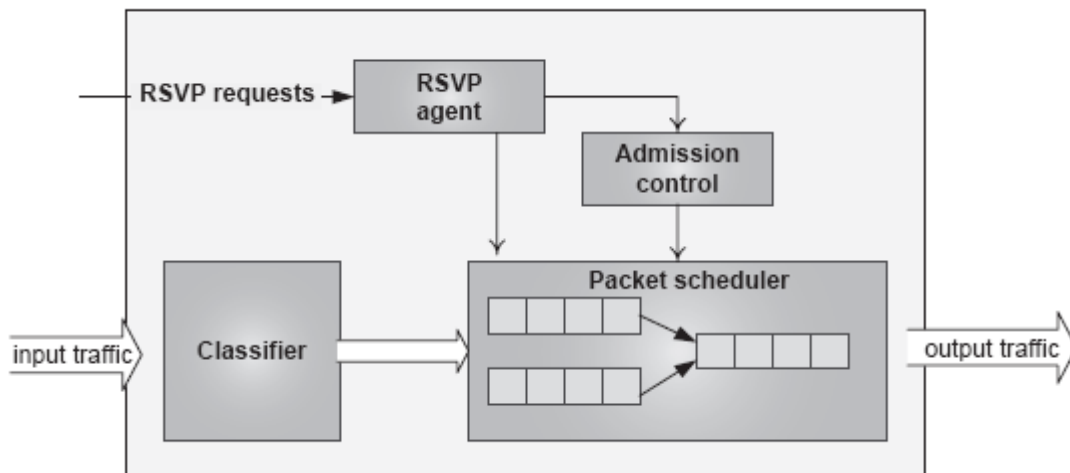 RSVP requests
RSVP
agent
Admission
control
Packet scheduler
Classifier
input traffic
output traffic